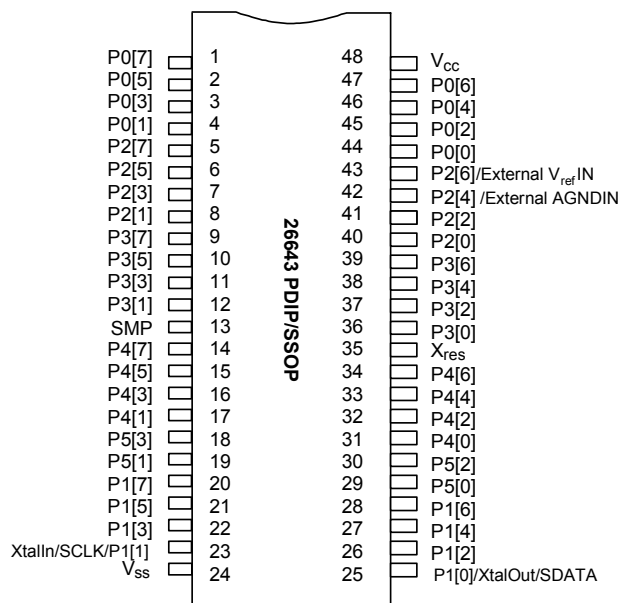 P0[7] 1 48 Vcc
P0[5] 2 47 P0[6]
P0[3] 3 46 P0[4]
P0[1] 4 45 P0[2]
P2[7] 5 44 P0[0]
P2[5] 6 43 P2[6]/External VrefIN
P2[3] 7 42 P2[4] /External AGNDIN
P2[1] 8 41 P2[2]
P3[7] 9 40 P2[0]
P3[5] 10 39 P3[6]
P3[3] 11 38 P3[4]
P3[1] 12 37 P3[2]
SMP 13 36 P3[0]
P4[7] 14 35 Xres
P4[5] 15 34 P4[6]
P4[3] 16 33 P4[4]
P4[1] 17 32 P4[2]
P5[3] 18 31 P4[0]
P5[1] 19 30 P5[2]
P1[7] 20 29 P5[0]
P1[5] 21 28 P1[6]
P1[3] 22 27 P1[4]
XtalIn/SCLK/P1[1] 23 26 P1[2]
Vss 24 25 P1[0]/XtalOut/SDATA
26643 PDIP/SSOP